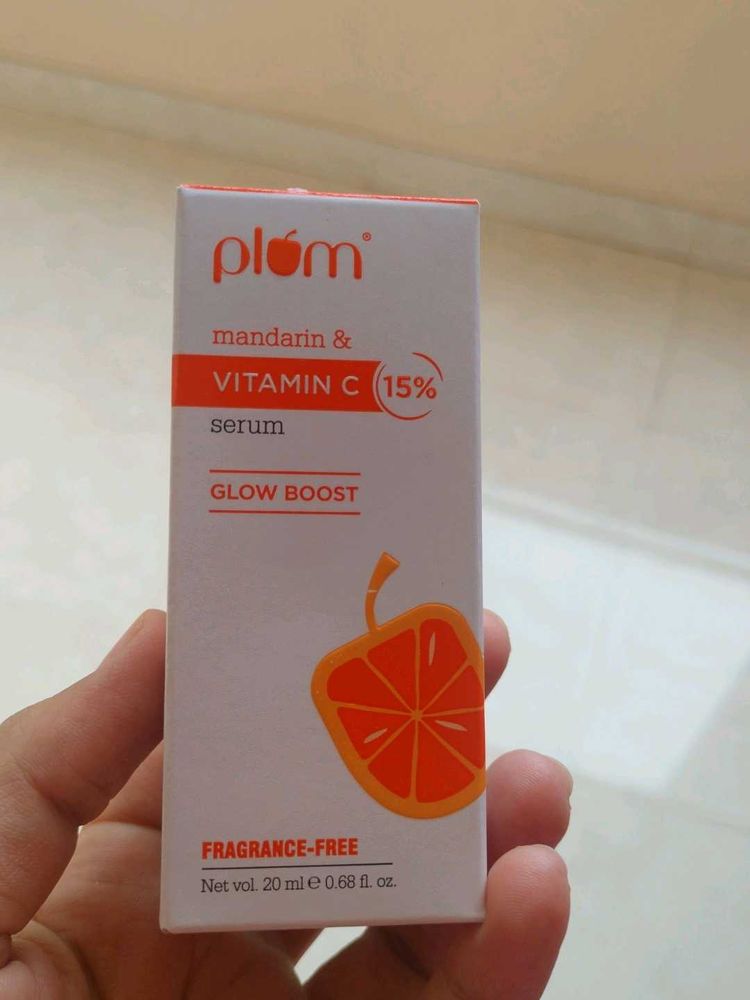 plum®
mandarin &
VITAMIN C 15%
serum
GLOW BOOST
FRAGRANCE-FREE
Net vol. 20 ml ℮ 0.68 fl. oz.